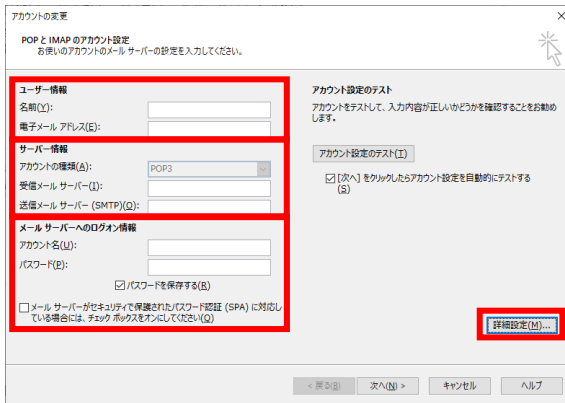 アカウントの変更
POP と IMAP のアカウント設定
お使いのアカウントのメール サーバーの設定を入力してください。
ユーザー情報
名前(Y):
電子メール アドレス(E):
サーバー情報
アカウントの種類(A):
POP3
受信メール サーバー(I):
送信メール サーバー (SMTP)(O):
メール サーバーへのログオン情報
アカウント名(U):
パスワード(P):
パスワードを保存する(R)
メール サーバーがセキュリティで保護されたパスワード認証 (SPA) に対応し
ている場合には、チェック ボックスをオンにしてください(Q)
アカウント設定のテスト
アカウントをテストして、入力内容が正しいかどうかを確認することをお勧め
します。
アカウント設定のテスト(T)
[次へ] をクリックしたらアカウント設定を自動的にテストする
(S)
詳細設定(M)...
< 戻る(B)
次へ(N) >
キャンセル
ヘルプ